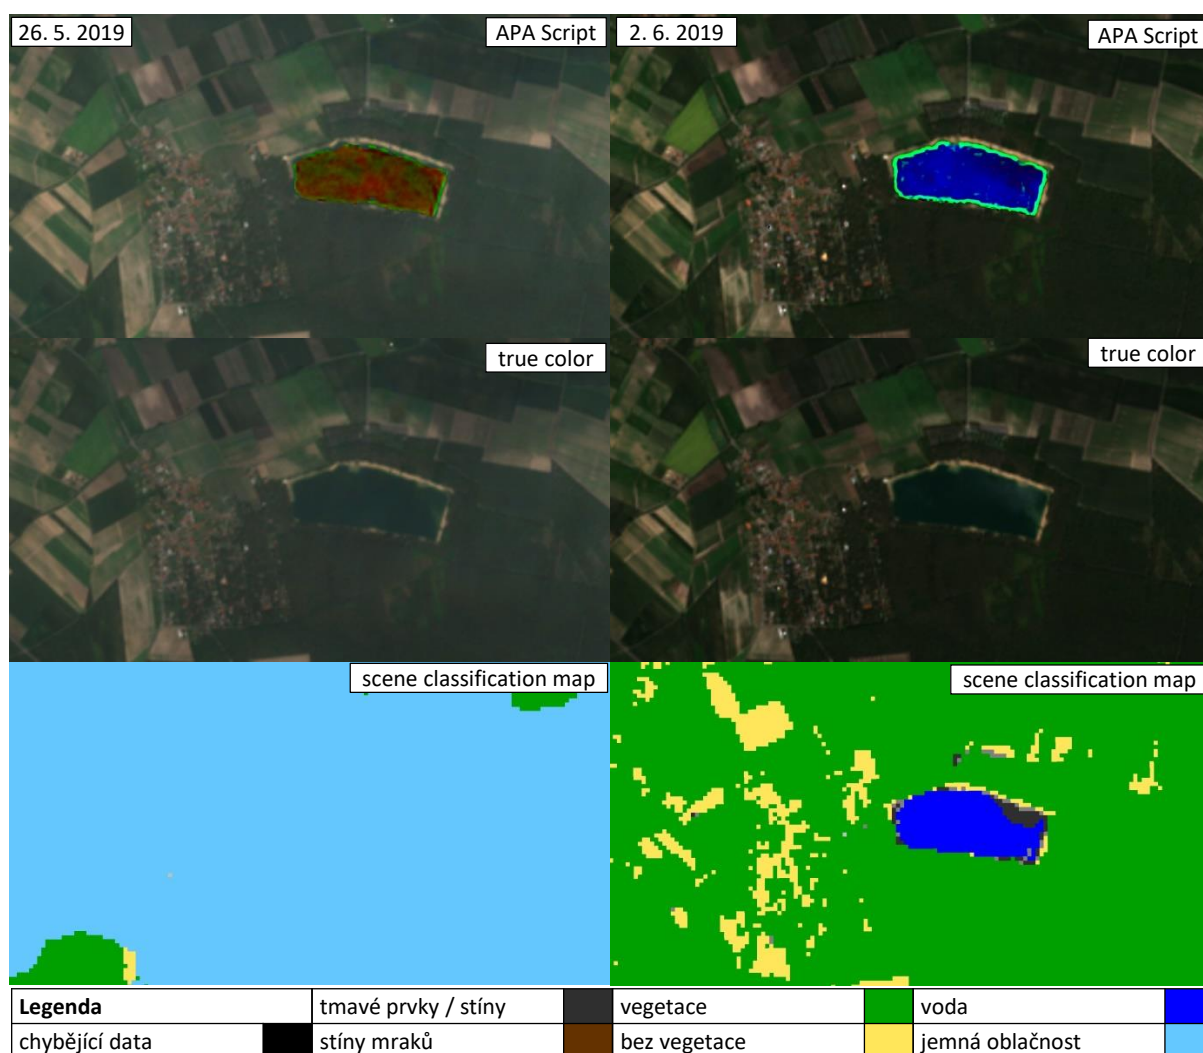 26. 5. 2019
APA Script
2. 6. 2019
APA Script
true color
true color
scene classification map
scene classification map
Legenda
tmavé prvky / stíny
vegetace
voda
chybějící data
stíny mraků
bez vegetace
jemná oblačnost